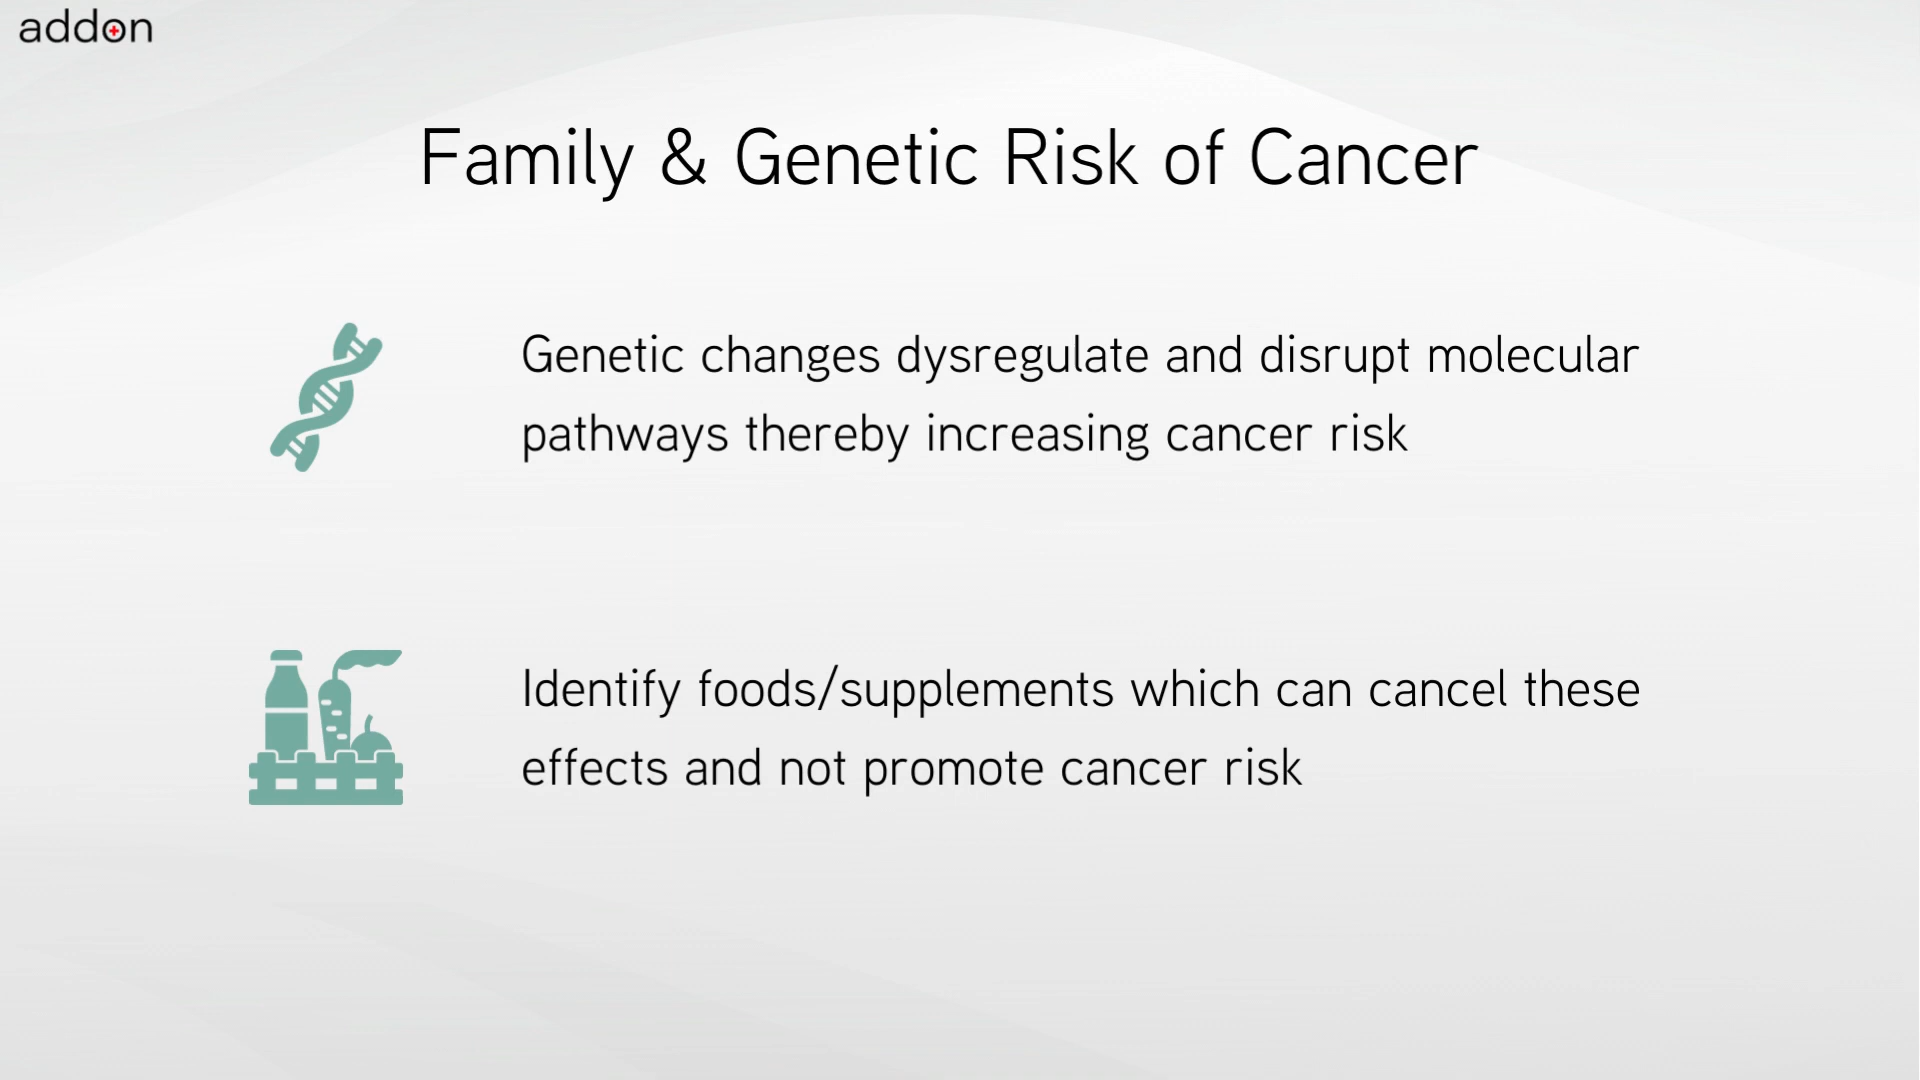 addon
Family & Genetic Risk of Cancer
Genetic changes dysregulate and disrupt molecular
pathways thereby increasing cancer risk
Identify foods/supplements which can cancel these
effects and not promote cancer risk